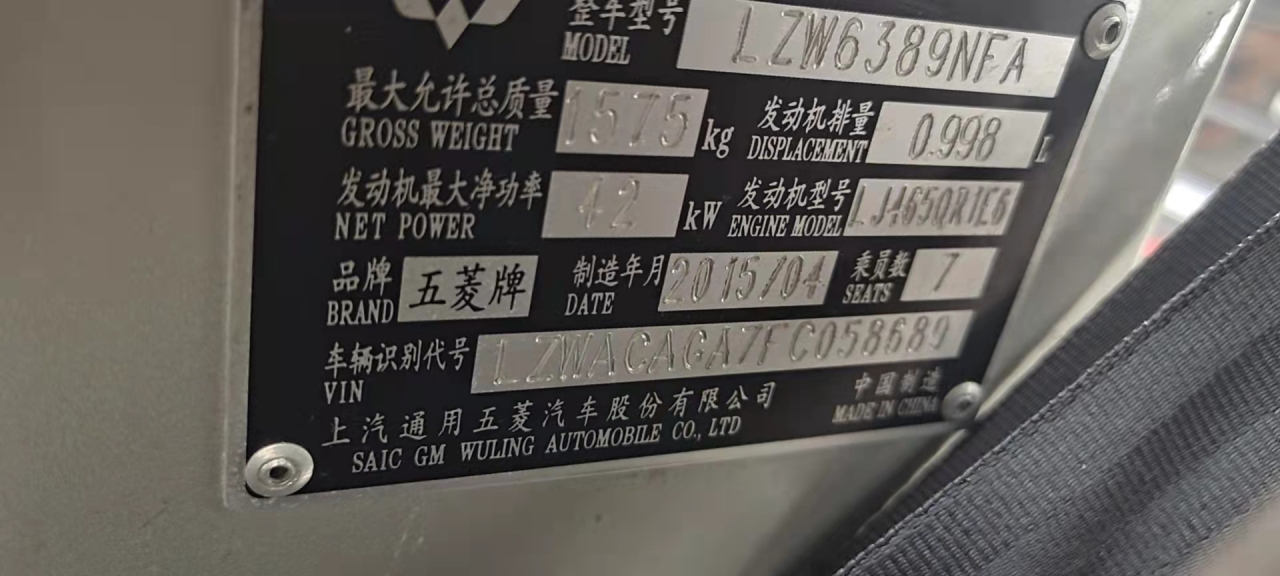 整车型号 LZW6389NFA
MODEL
最大允许总质量 1575 kg 发动机排量 0.998 L
GROSS WEIGHT DISPLACEMENT
发动机最大净功率 42 kW 发动机型号 LJ465QR1E6
NET POWER ENGINE MODEL
品牌 五菱牌 制造年月 2015/04 乘员数 7
BRAND DATE SEATS
车辆识别代号 LZWACAGA7FC058689
VIN
上汽通用五菱汽车股份有限公司 中国制造
SAIC GM WULING AUTOMOBILE CO., LTD MADE IN CHINA